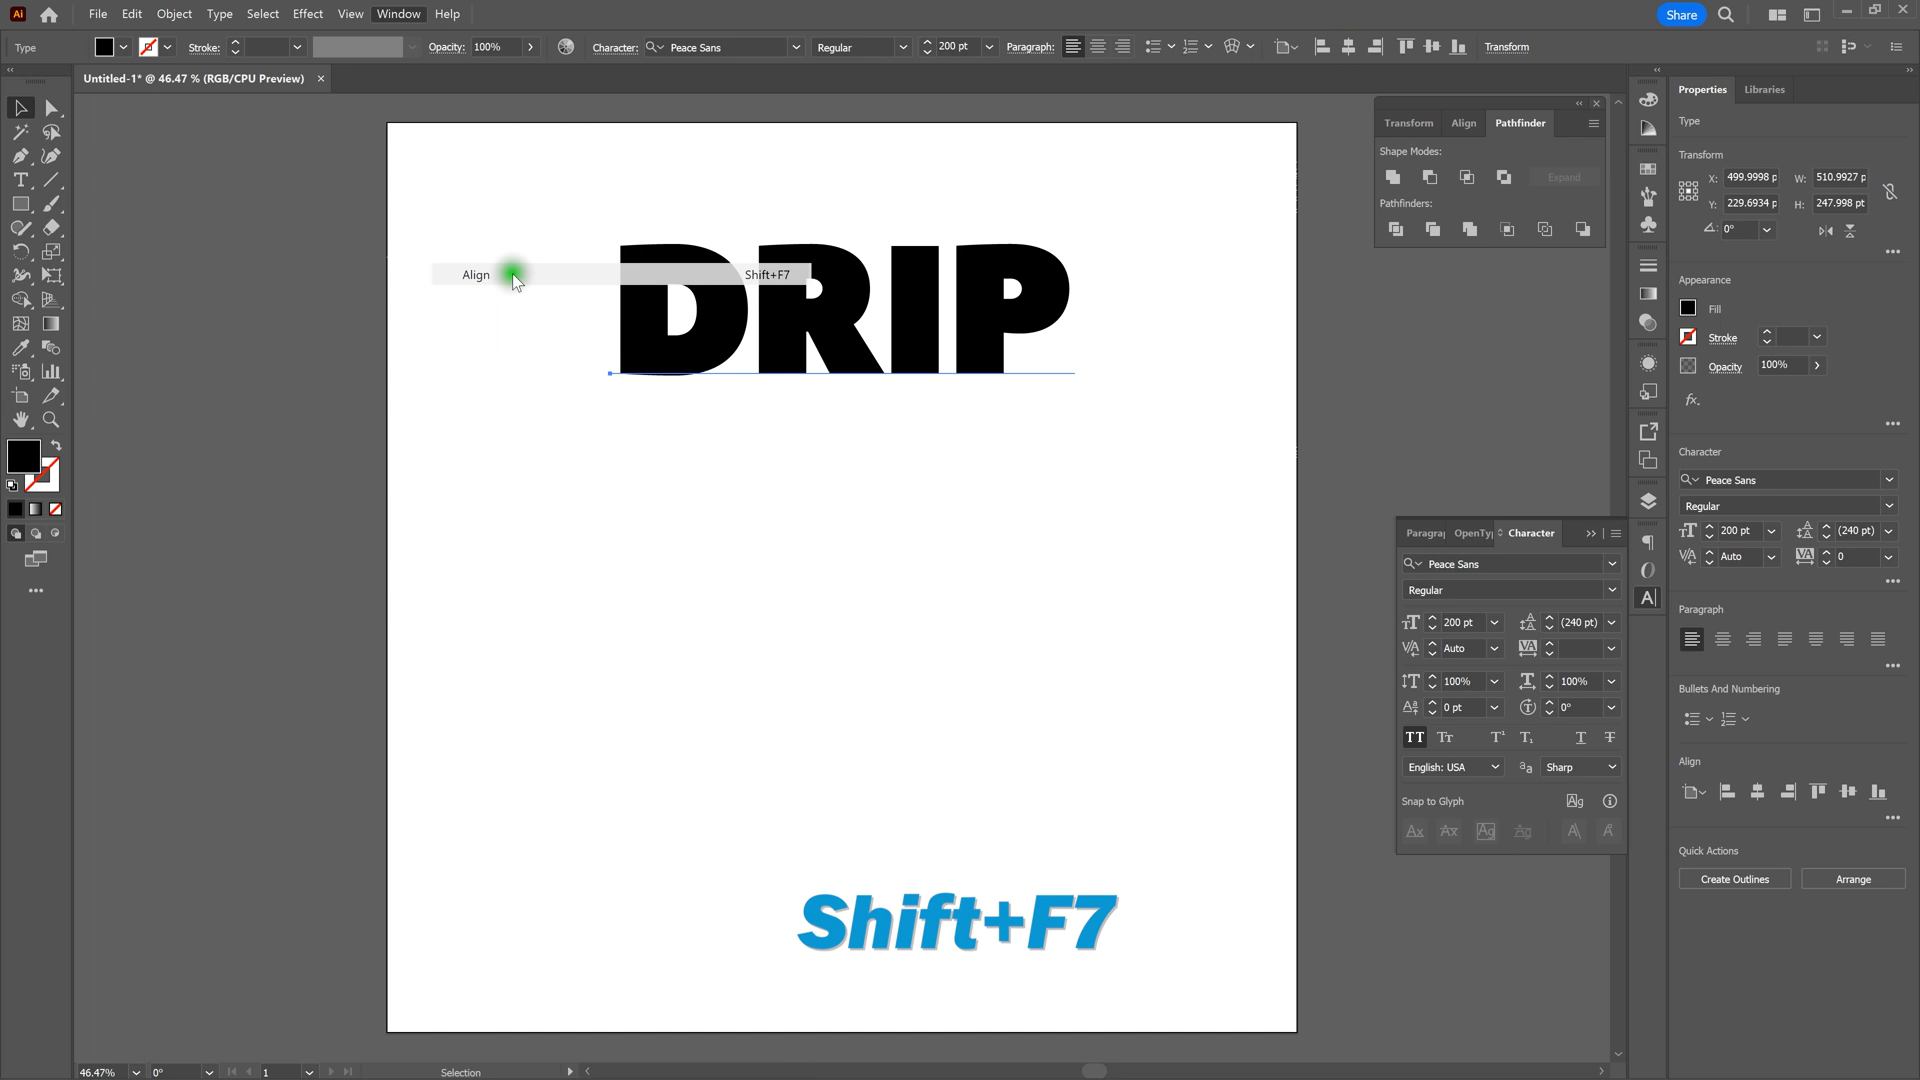 Ai File Edit Object Type Select Effect View Window Help Share
Type Stroke: Opacity: 100% Character: Peace Sans Regular 200 pt Paragraph: Transform
Untitled-1* @ 46.47 % (RGB/CPU Preview) ×
Transform Align Pathfinder
Shape Modes:
Expand
Pathfinders:
DRIP
Align Shift+F7
Shift+F7
Paragraph OpenType Character
Peace Sans
Regular
200 pt (240 pt)
Auto
100% 100%
0 pt 0°
English: USA Sharp
Snap to Glyph
Properties Libraries
Type
Transform
X: 499.9998 p W: 510.9927 p
Y: 229.6934 p H: 247.998 pt
0°
Appearance
Fill
Stroke
Opacity 100%
fx.
Character
Peace Sans
Regular
200 pt (240 pt)
Auto 0
Paragraph
Bullets And Numbering
Align
Quick Actions
Create Outlines Arrange
46.47% 0° 1 Selection